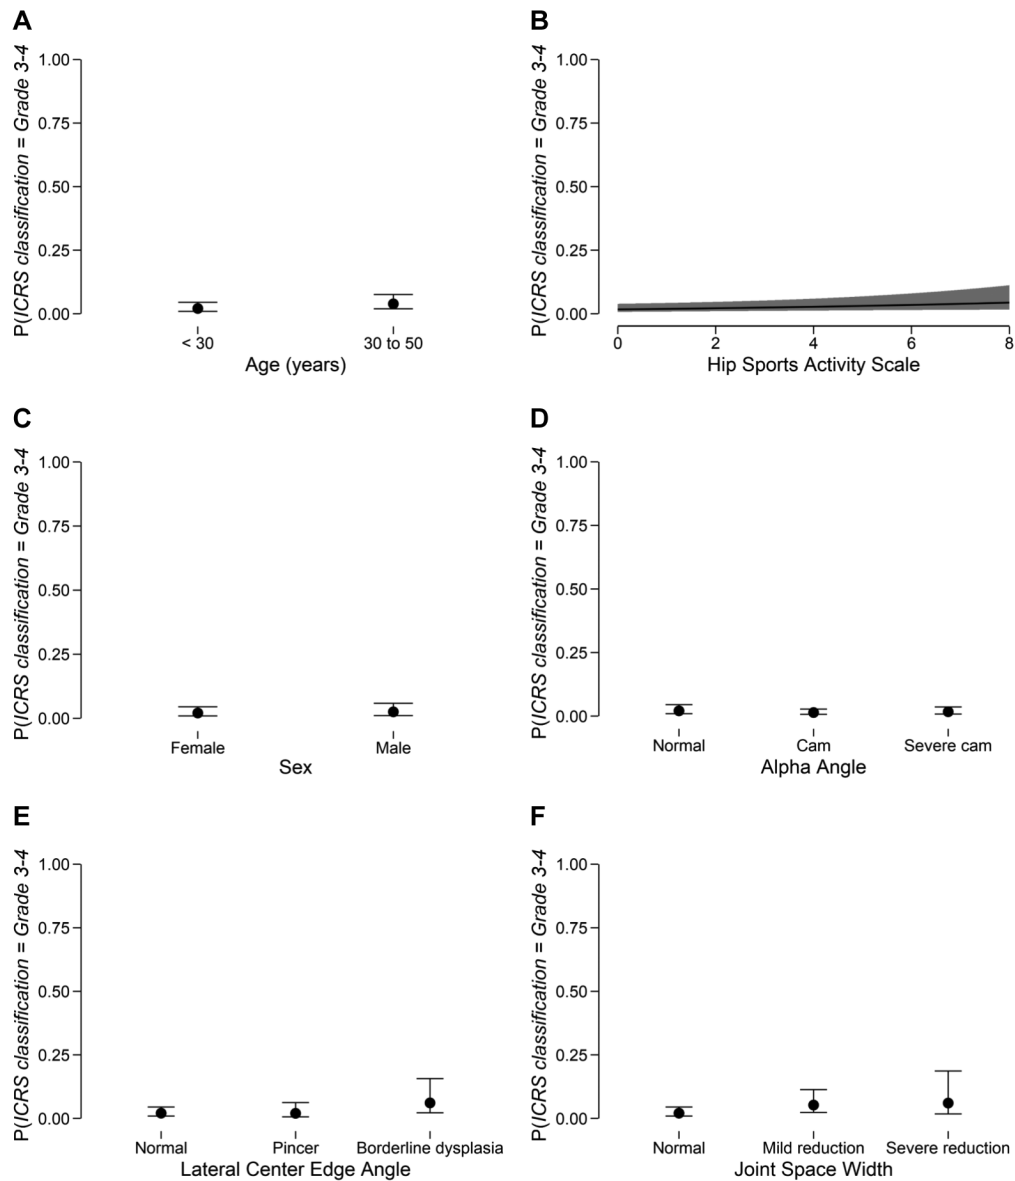 A
P(ICRS classification = Grade 3-4
1.00
0.75
0.50
0.25
0.00
< 30 30 to 50
Age (years)
B
P(ICRS classification = Grade 3-4
1.00
0.75
0.50
0.25
0.00
0 2 4 6 8
Hip Sports Activity Scale
C
P(ICRS classification = Grade 3-4
1.00
0.75
0.50
0.25
0.00
Female Male
Sex
D
P(ICRS classification = Grade 3-4
1.00
0.75
0.50
0.25
0.00
Normal Cam Severe cam
Alpha Angle
E
P(ICRS classification = Grade 3-4
1.00
0.75
0.50
0.25
0.00
Normal Pincer Borderline dysplasia
Lateral Center Edge Angle
F
P(ICRS classification = Grade 3-4
1.00
0.75
0.50
0.25
0.00
Normal Mild reduction Severe reduction
Joint Space Width